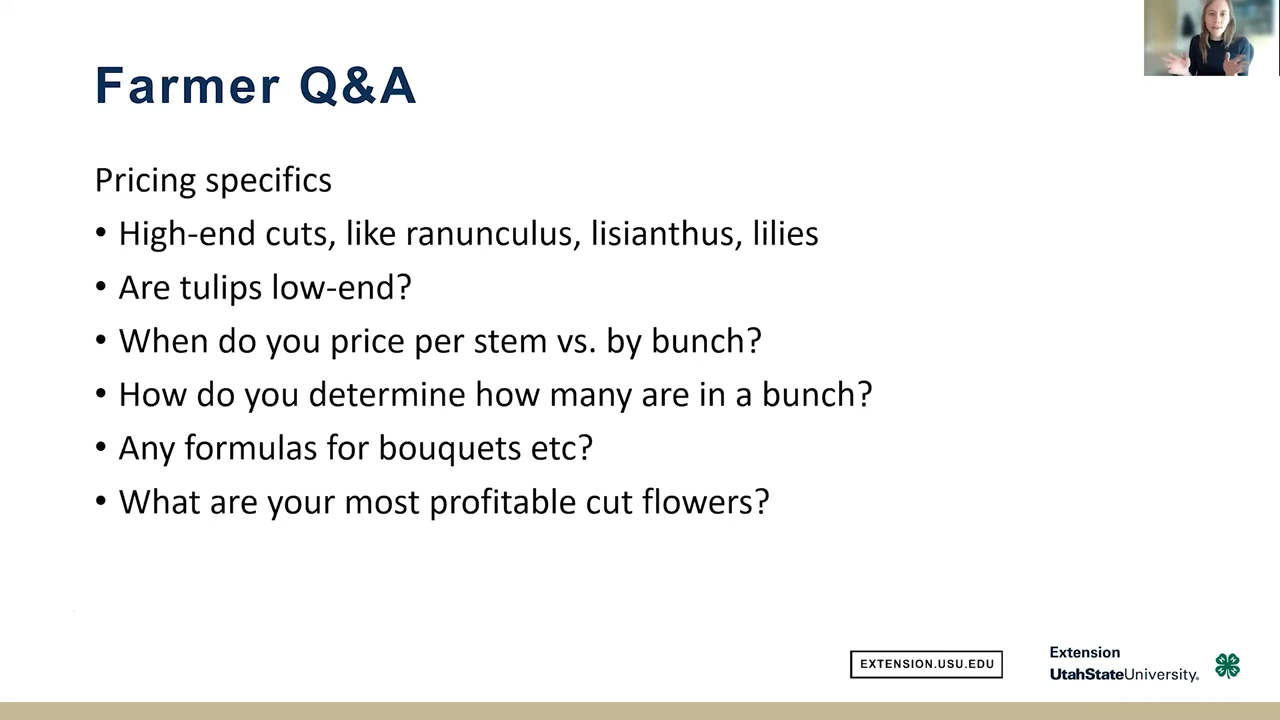 Farmer Q&A
Pricing specifics
• High-end cuts, like ranunculus, lisianthus, lilies
• Are tulips low-end?
• When do you price per stem vs. by bunch?
• How do you determine how many are in a bunch?
• Any formulas for bouquets etc?
• What are your most profitable cut flowers?
EXTENSION.USU.EDU
Extension
UtahStateUniversity.